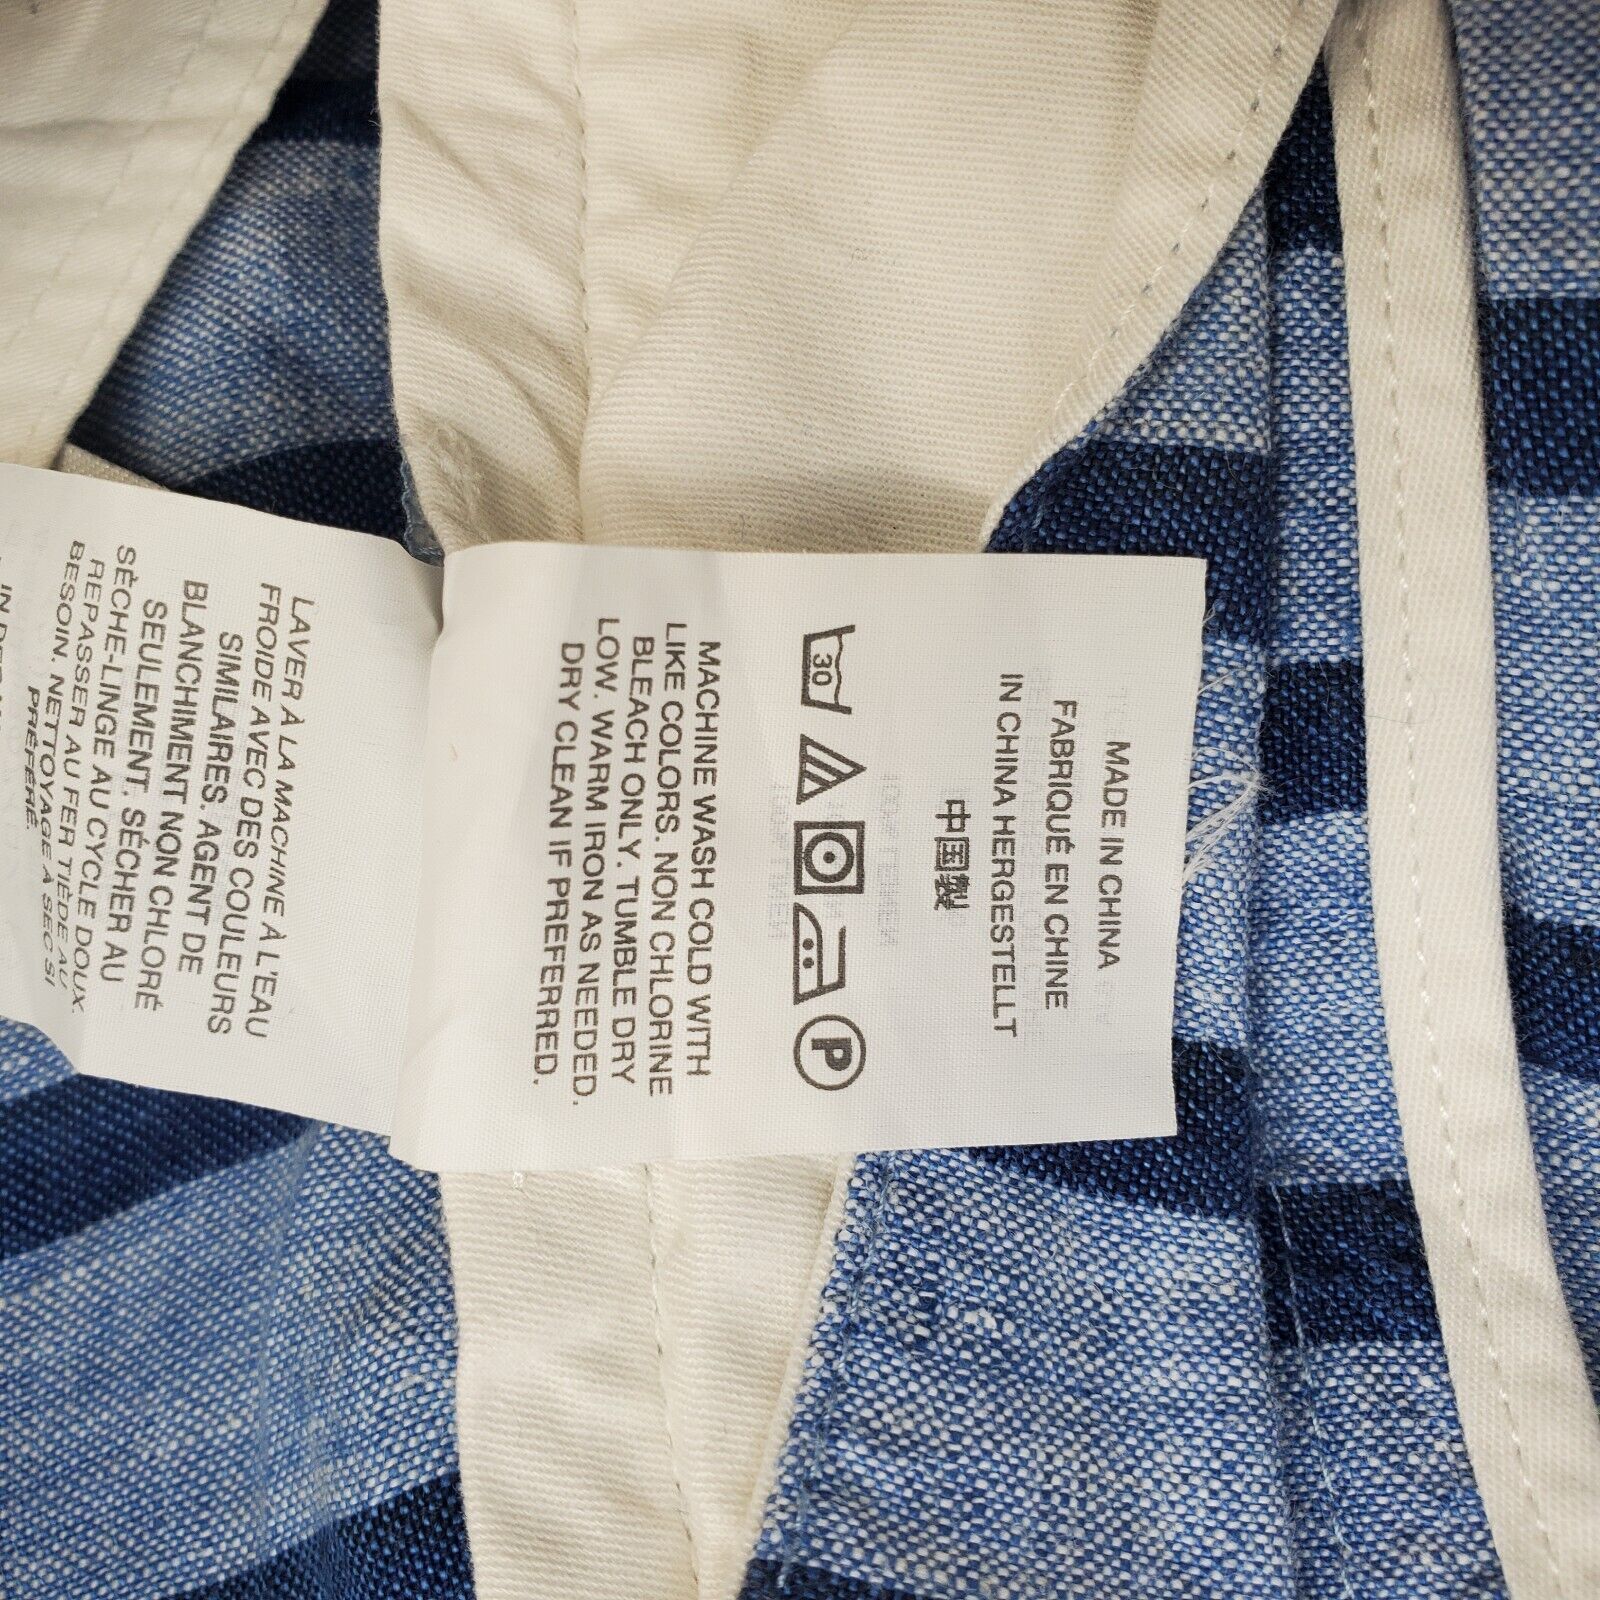 MADE IN CHINA
FABRIQUÉ EN CHINE
IN CHINA HERGESTELLT
中国製
30
P
MACHINE WASH COLD WITH
LIKE COLORS. NON CHLORINE
BLEACH ONLY. TUMBLE DRY
LOW. WARM IRON AS NEEDED.
DRY CLEAN IF PREFERRED.
LAVER À LA MACHINE À L'EAU
FROIDE AVEC DES COULEURS
SIMILAIRES. AGENT DE
BLANCHIMENT NON CHLORÉ
SEULEMENT. SÉCHER AU
SÈCHE-LINGE AU CYCLE DOUX.
REPASSER AU FER TIÈDE AU
BESOIN. NETTOYAGE À SEC SI
PRÉFÉRÉ.